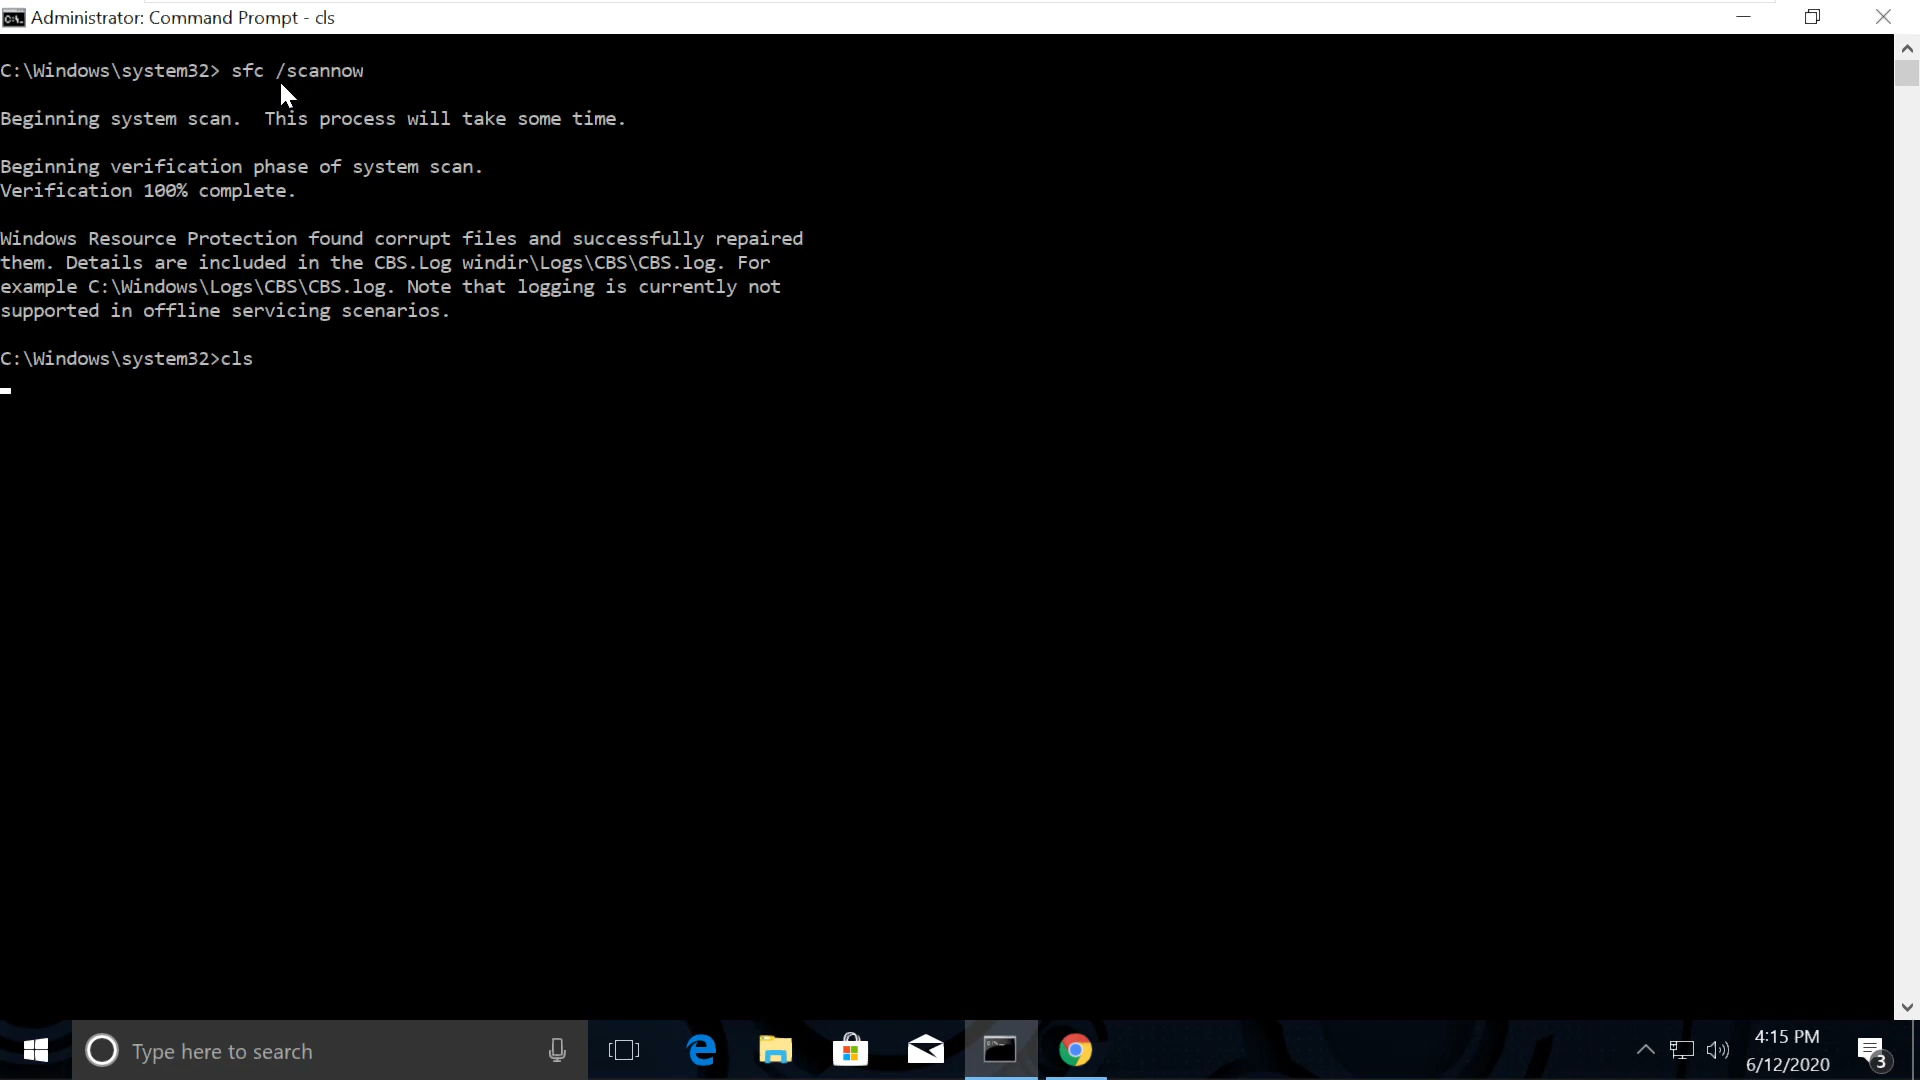 Administrator: Command Prompt - cls
C:\Windows\system32> sfc /scannow
Beginning system scan.  This process will take some time.
Beginning verification phase of system scan.
Verification 100% complete.
Windows Resource Protection found corrupt files and successfully repaired
them. Details are included in the CBS.Log windir\Logs\CBS\CBS.log. For
example C:\Windows\Logs\CBS\CBS.log. Note that logging is currently not
supported in offline servicing scenarios.
C:\Windows\system32>cls
Type here to search
4:15 PM
6/12/2020
3